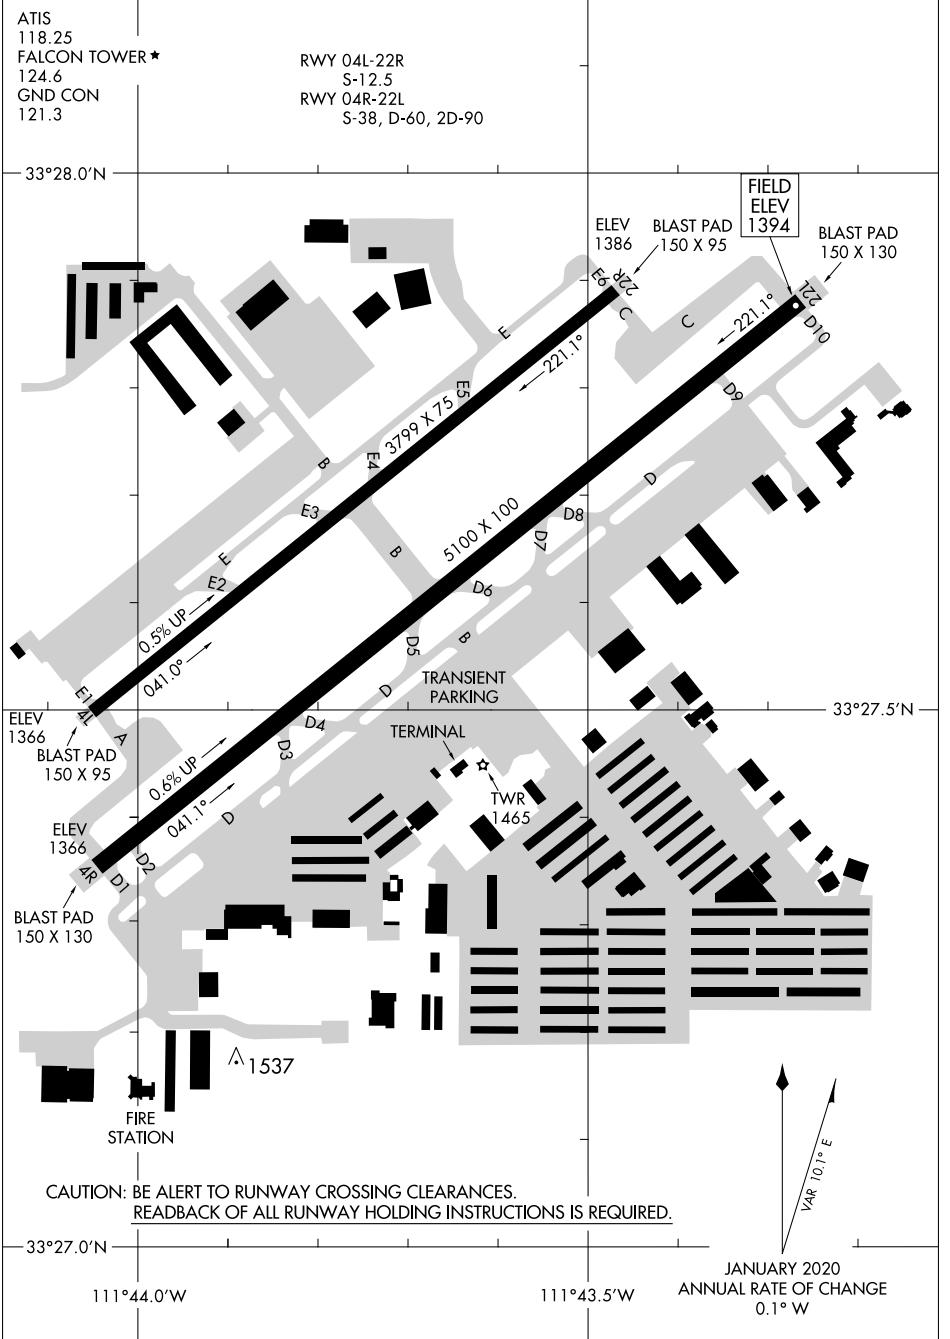 ATIS
118.25
FALCON TOWER★
124.6
GND CON
121.3
RWY 04L-22R
S-12.5
RWY 04R-22L
S-38, D-60, 2D-90
33°28.0'N
FIELD
ELEV
1394
ELEV
1386
BLAST PAD
150 X 95
BLAST PAD
150 X 130
E6
22R
C
C
22L
D10
221.1°
221.1°
E
E5
D9
3799 X 75
E4
B
D
E3
5100 X 100
D8
D7
E
B
E2
D6
0.5% UP
041.0°
D5
B
TRANSIENT
PARKING
D
E1
4L
ELEV
1366
A
BLAST PAD
150 X 95
33°27.5'N
D4
D3
TERMINAL
TWR
1465
0.6% UP
041.1°
D
ELEV
1366
D2
4R
D1
BLAST PAD
150 X 130
1537
FIRE
STATION
VAR 10.1° E
CAUTION: BE ALERT TO RUNWAY CROSSING CLEARANCES.
READBACK OF ALL RUNWAY HOLDING INSTRUCTIONS IS REQUIRED.
33°27.0'N
JANUARY 2020
ANNUAL RATE OF CHANGE
0.1° W
111°44.0'W
111°43.5'W